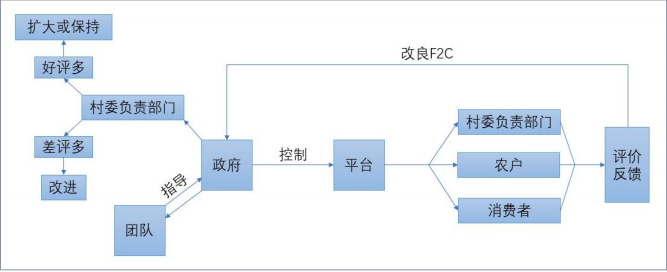 扩大或保持
好评多
村委负责部门
差评多
改进
团队
指导
政府
控制
平台
改良F2C
村委负责部门
农户
消费者
评价
反馈